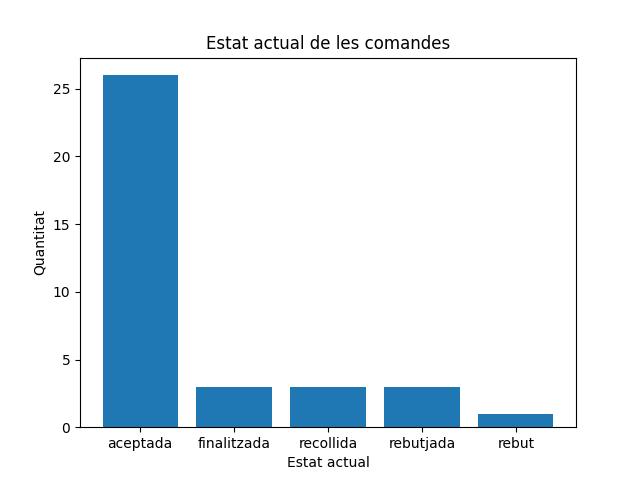 Estat actual de les comandes
Quantitat
25
20
15
10
5
0
aceptada finalitzada recollida rebutjada rebut
Estat actual